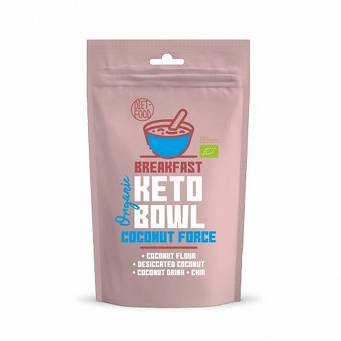 DIET-
FOOD
BREAKFAST
Organic
KETO
BOWL
COCONUT FORCE
• COCONUT FLOUR
• DESICCATED COCONUT
• COCONUT DRINK • CHIA